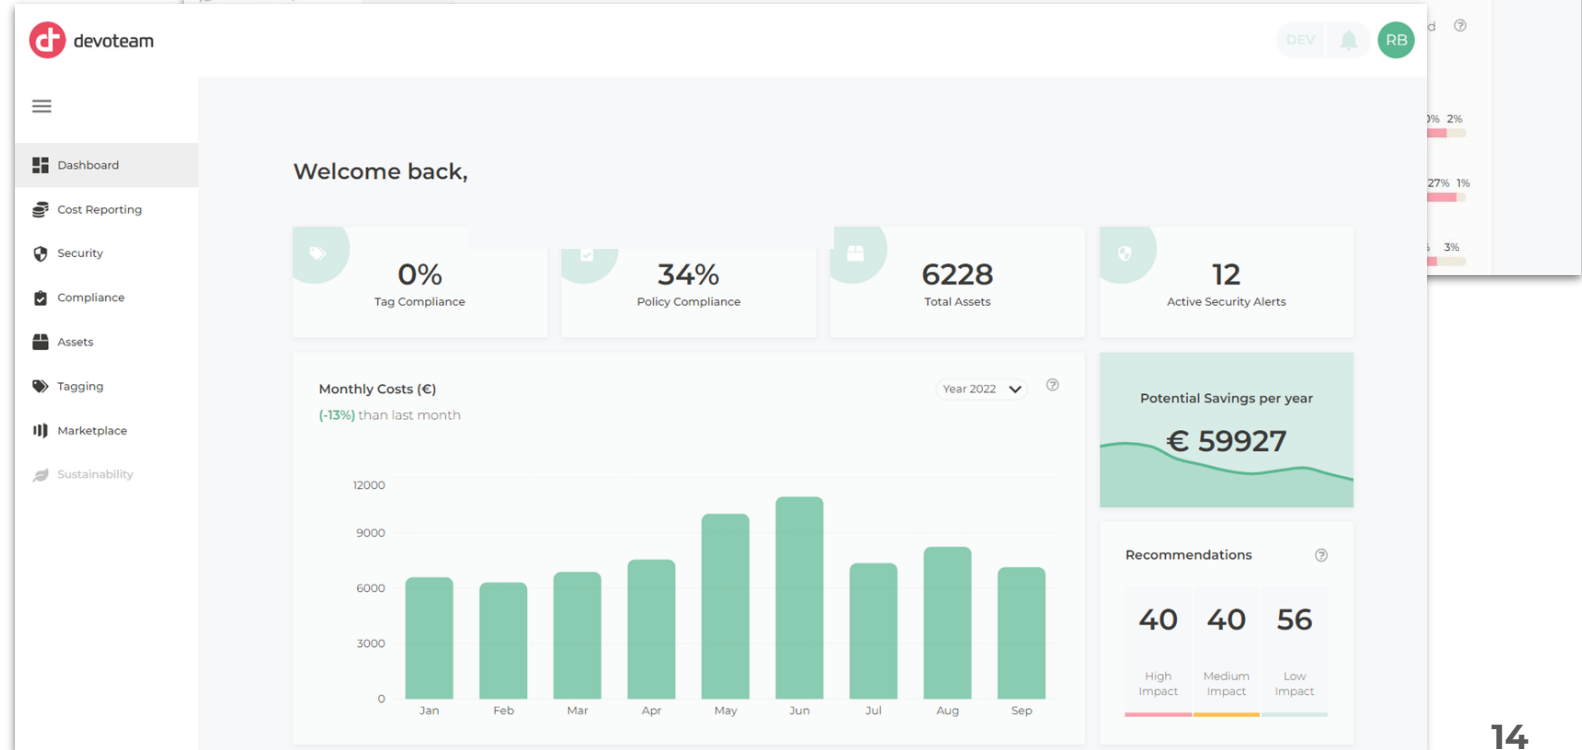 devoteam
DEV
RB
Welcome back,
Dashboard
Cost Reporting
Security
Compliance
Assets
Tagging
Marketplace
Sustainability
0%
Tag Compliance
34%
Policy Compliance
6228
Total Assets
12
Active Security Alerts
Monthly Costs (€)
(-13%) than last month
Year 2022
?
12000
9000
6000
3000
0
Jan Feb Mar Apr May Jun Jul Aug Sep
Potential Savings per year
€ 59927
Recommendations
?
40 40 56
High Impact
Medium Impact
Low Impact
d ?
0% 2%
27% 1%
3%
14